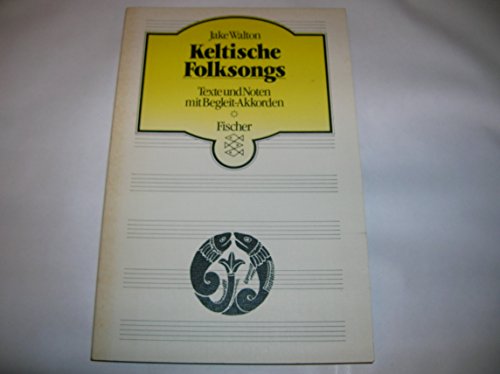 Jake Walton
Keltische
Folksongs
Texte und Noten
mit Begleit-Akkorden
Fischer